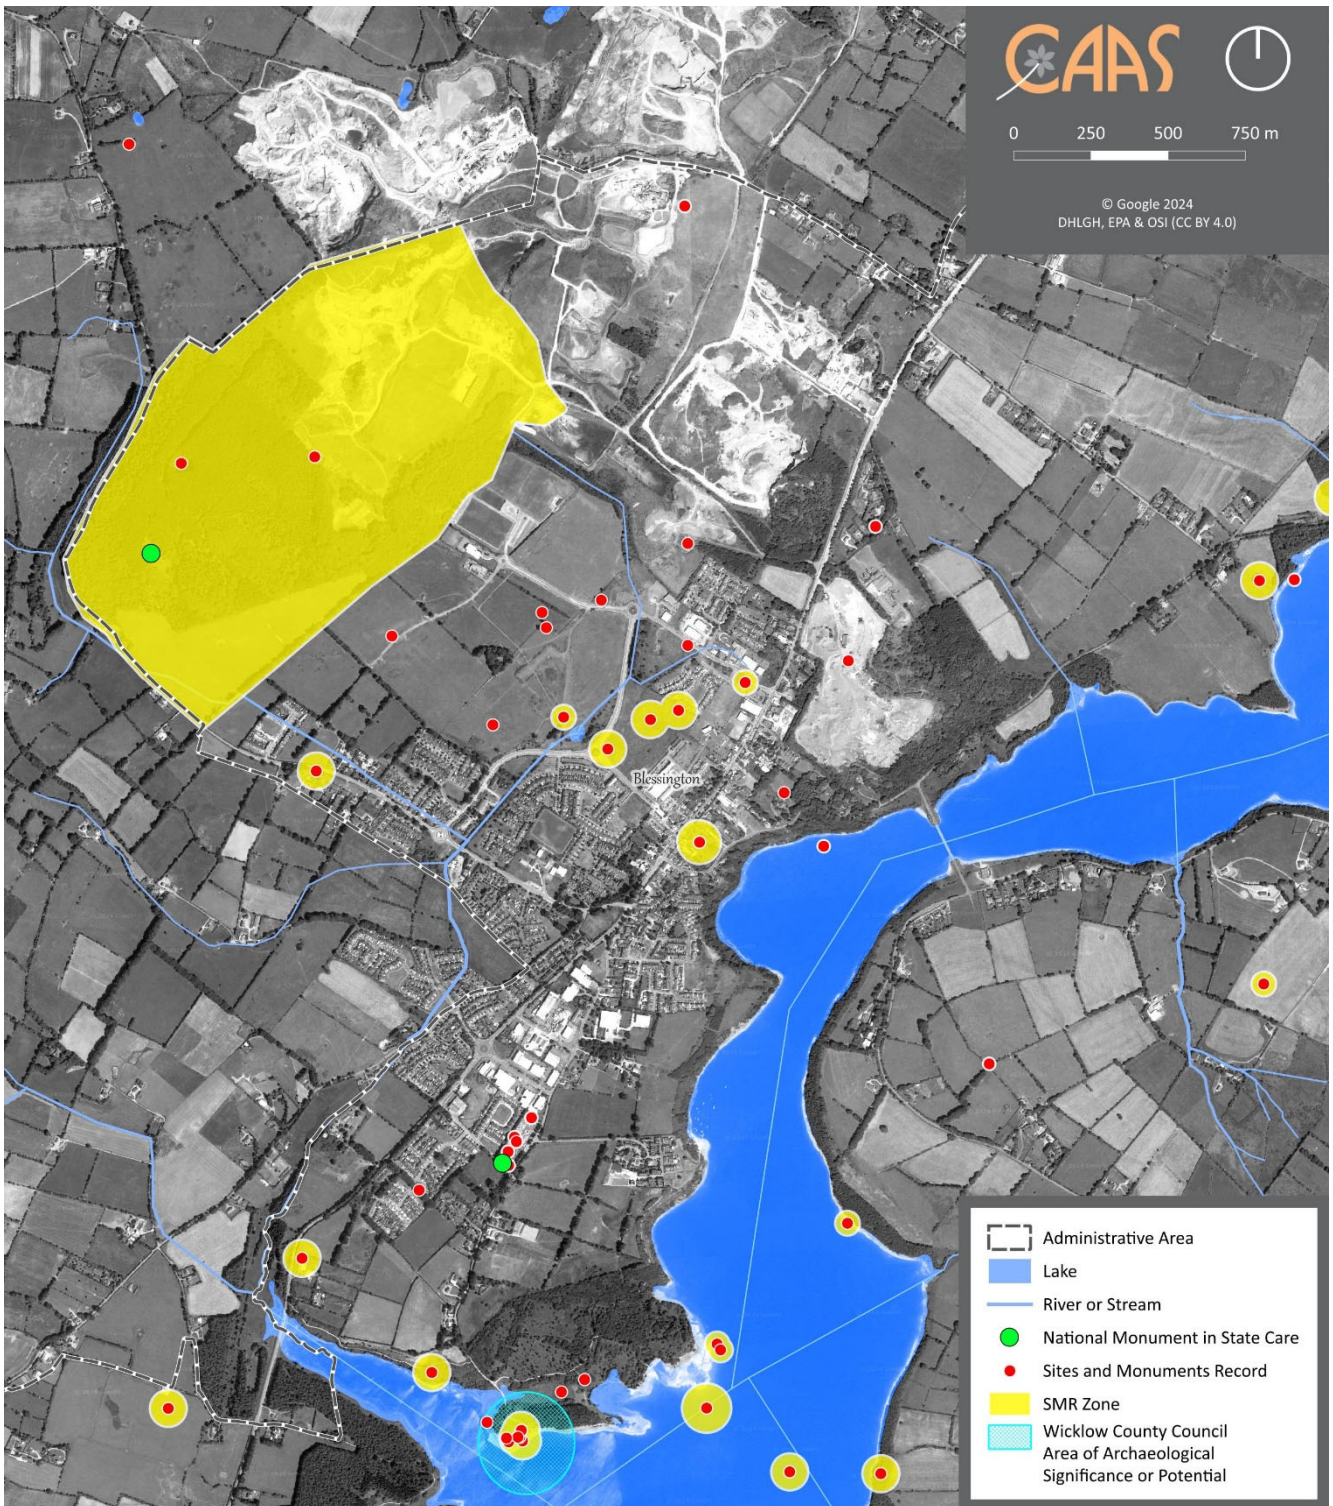 CAAS
0 250 500 750 m
© Google 2024
DHLGH, EPA & OSI (CC BY 4.0)
Blessington
Administrative Area
Lake
River or Stream
National Monument in State Care
Sites and Monuments Record
SMR Zone
Wicklow County Council
Area of Archaeological
Significance or Potential